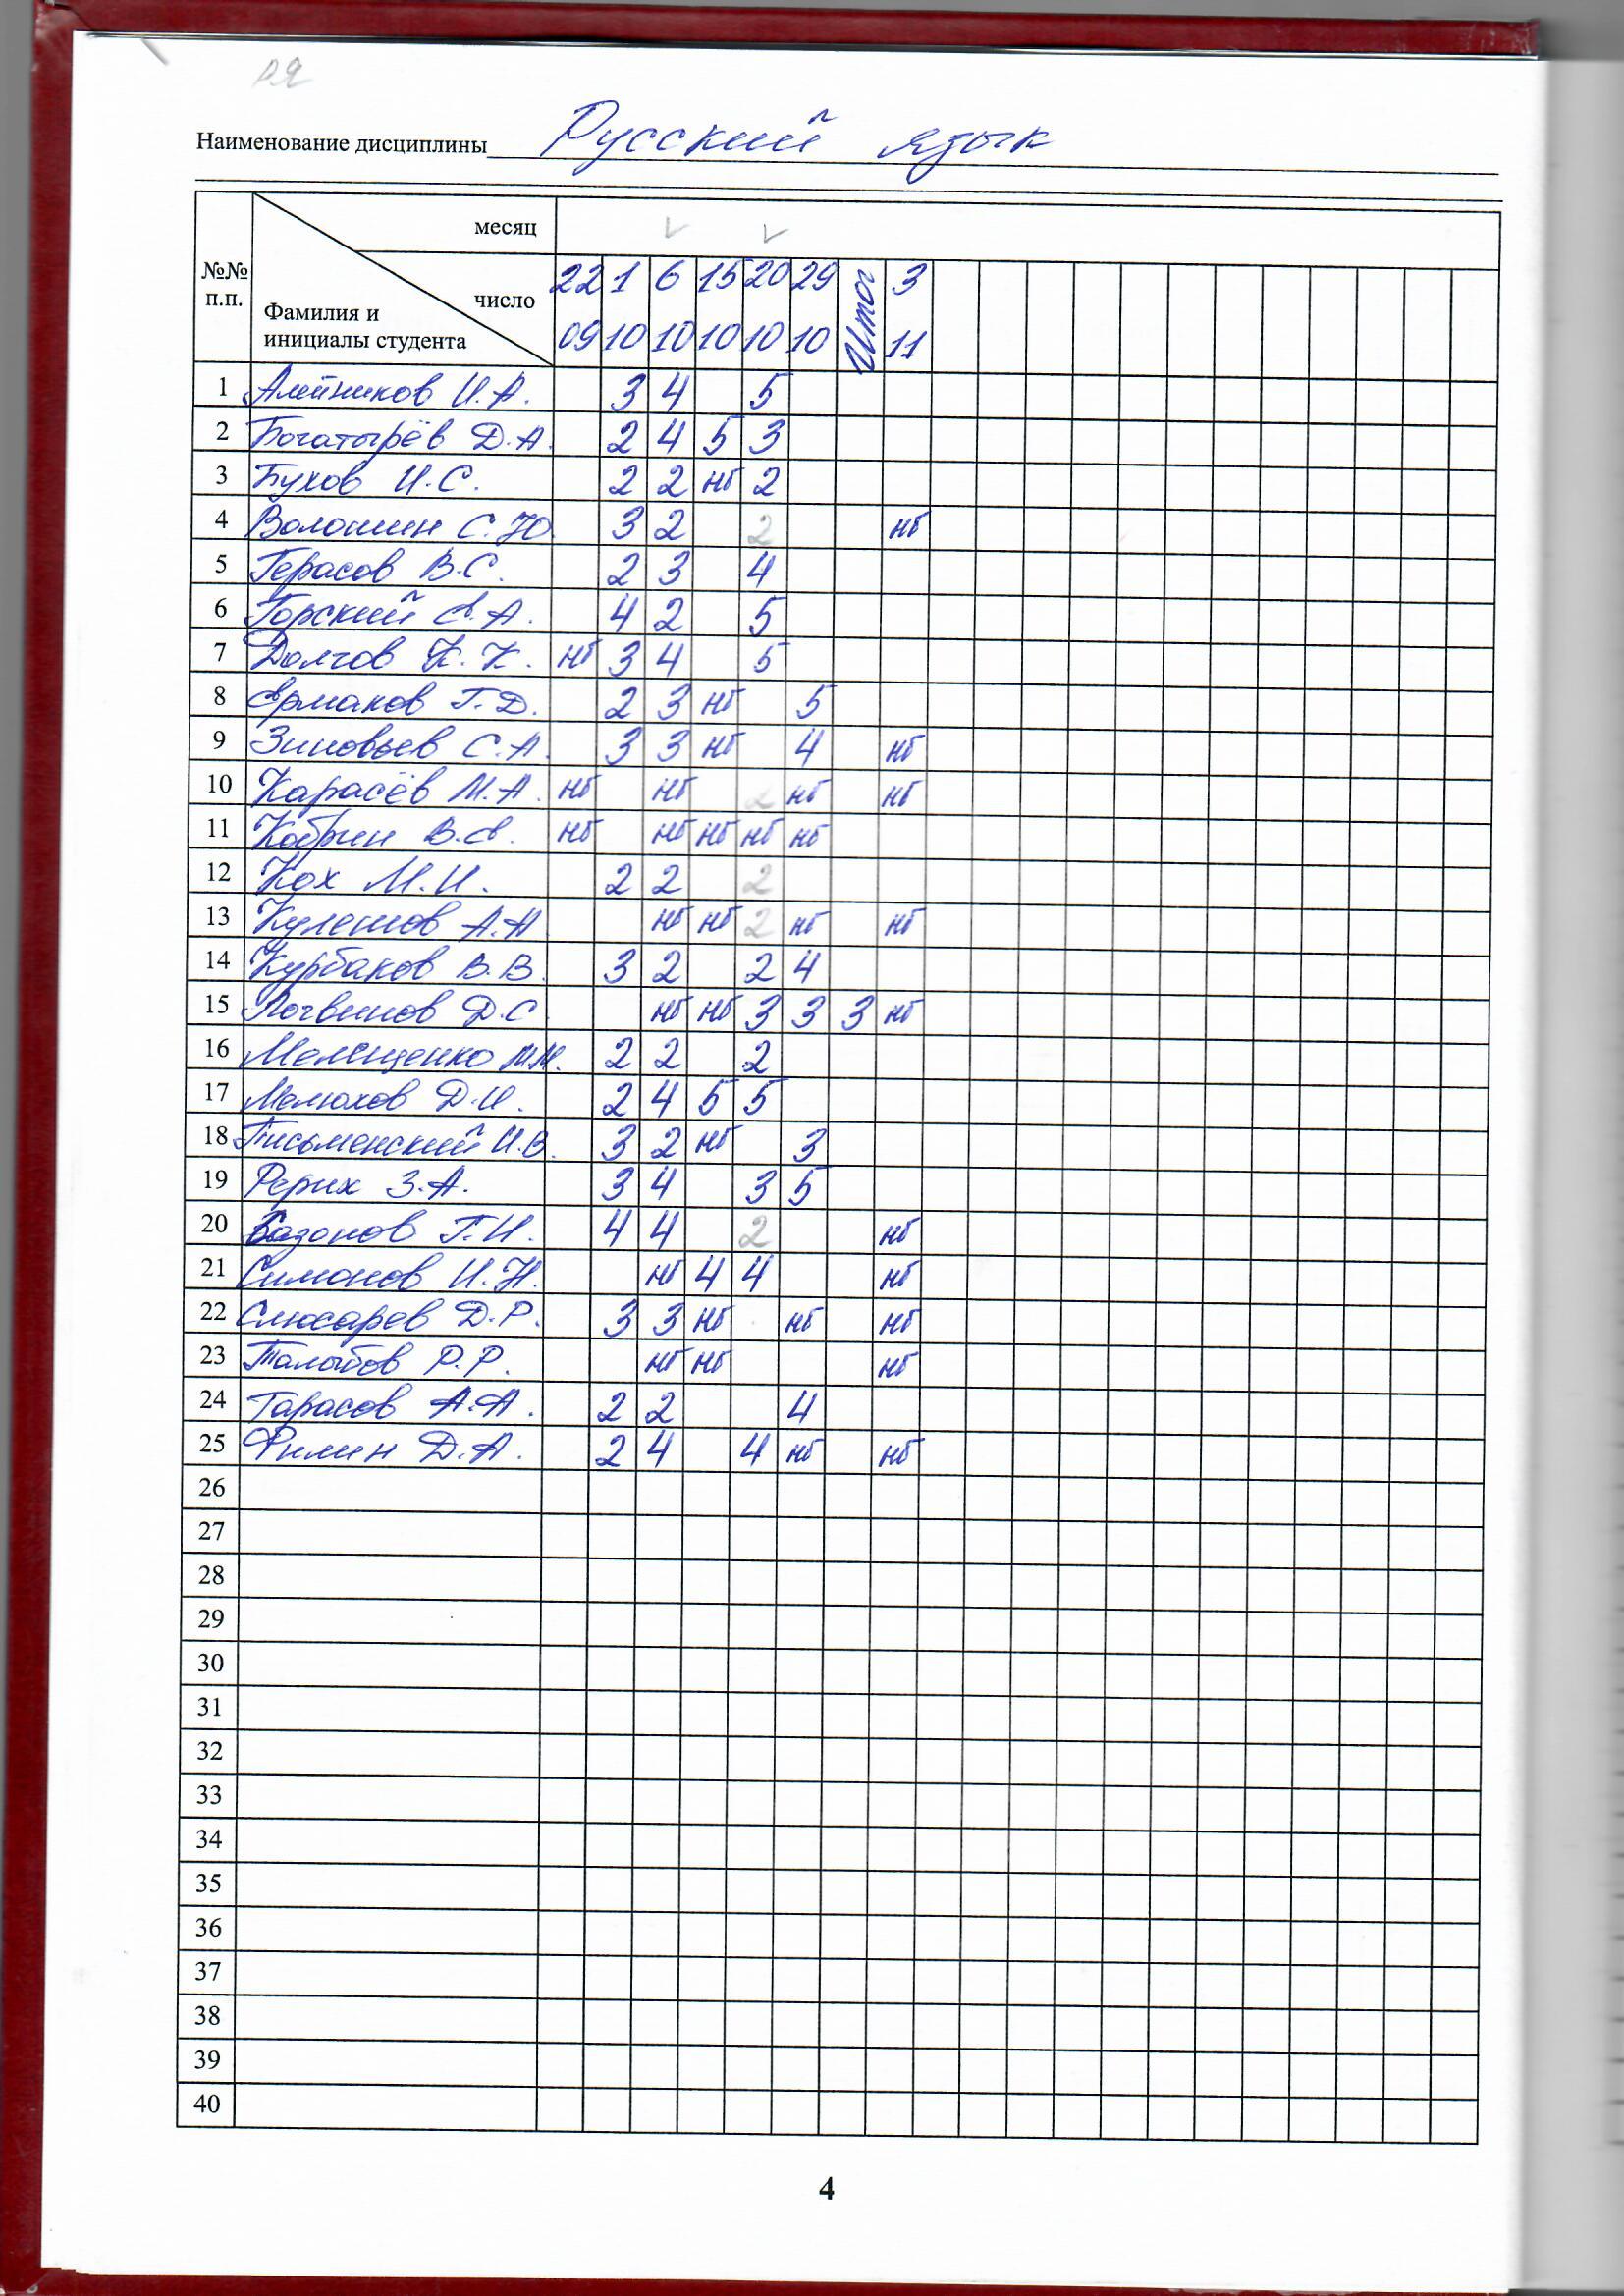 РЯ
Наименование дисциплины Русский язык
№№ п.п. месяц
Фамилия и инициалы студента число 22 09 1 10 6 10 15 10 20 10 29 10 Итог 3 11
1 Алейников И.А. 3 4 5
2 Богатырёв Д.А. 2 4 5 3
3 Бухов И.С. 2 2 нб 2
4 Волошин С.Ю. 3 2 2 нб
5 Герасов В.С. 2 3 4
6 Горский Е.А. 4 2 5
7 Долгов К.К. нб 3 4 5
8 Ермаков Г.Д. 2 3 нб 5
9 Зиновьев С.А. 3 3 нб 4 нб
10 Карасёв М.А. нб нб 2 нб нб
11 Кобрин В.Е. нб нб нб нб нб
12 Кох М.И. 2 2 2
13 Кулешов А.Н. нб нб 2 нб нб
14 Курбаков В.В. 3 2 2 4
15 Логвинов Д.С. нб нб 3 3 3 нб
16 М.М. 2 2 2
17 Мелюхов Д.И. 2 4 5 5
18 Письменский И.В. 3 2 нб 3
19 Рерих З.А. 3 4 3 5
20 Сазонов Г.И. 4 4 2 нб
21 Симонов И.Н. нб 4 4 нб
22 Слюсарев Д.Р. 3 3 нб нб нб
23 Талыбов Р.Р. нб нб нб
24 Тарасов А.А. 2 2 4
25 Филин Д.А. 2 4 4 нб нб
26
27
28
29
30
31
32
33
34
35
36
37
38
39
40
4